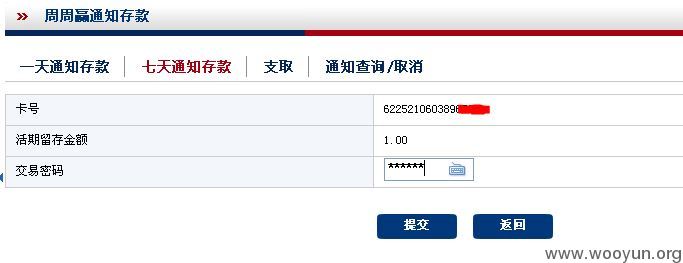 周周赢通知存款
一天通知存款 七天通知存款 支取 通知查询/取消
卡号 622521060389
活期留存金额 1.00
交易密码 ******
提交 返回
www.wooyun.org